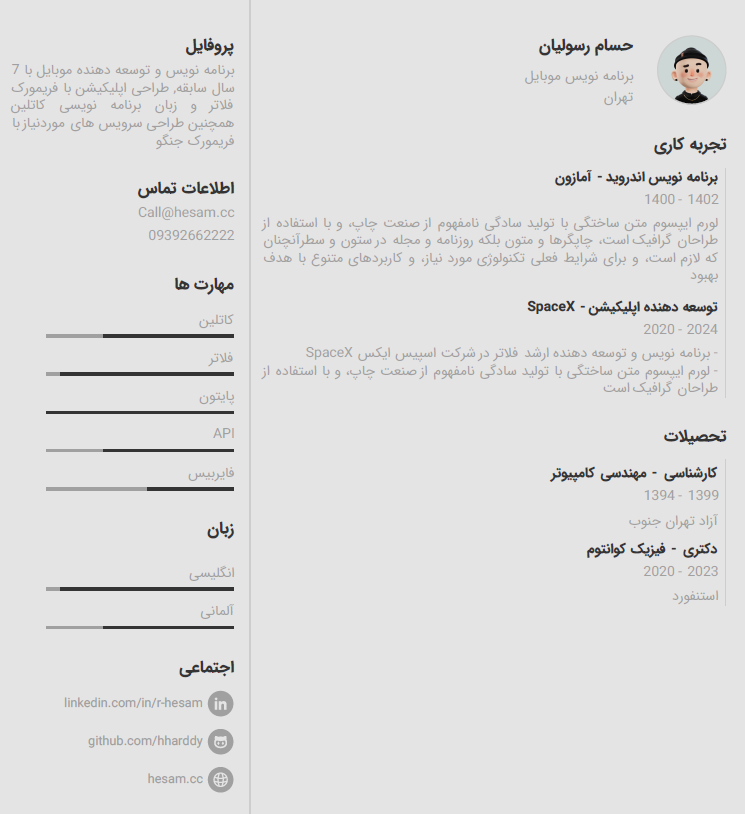 حسام رسولیان
برنامه نویس موبایل
تهران
تجربه کاری
برنامه نویس اندروید - آمازون
1400 - 1402
لورم ایپسوم متن ساختگی با تولید سادگی نامفهوم از صنعت چاپ، و با استفاده از
طراحان گرافیک است، چاپگرها و متون بلکه روزنامه و مجله در ستون و سطرآنچنان
که لازم است، و برای شرایط فعلی تکنولوژی مورد نیاز، و کاربردهای متنوع با هدف
بهبود
توسعه دهنده اپلیکیشن - SpaceX
2020 - 2024
- برنامه نویس و توسعه دهنده ارشد فلاتر در شرکت اسپیس ایکس SpaceX
- لورم ایپسوم متن ساختگی با تولید سادگی نامفهوم از صنعت چاپ، و با استفاده از
طراحان گرافیک است
تحصیلات
کارشناسی - مهندسی کامپیوتر
1394 - 1399
آزاد تهران جنوب
دکتری - فیزیک کوانتوم
2020 - 2023
استنفورد
پروفایل
برنامه نویس و توسعه دهنده موبایل با 7
سال سابقه, طراحی اپلیکیشن با فریمورک
فلاتر و زبان برنامه نویسی کاتلین
همچنین طراحی سرویس های موردنیاز با
فریمورک جنگو
اطلاعات تماس
Call@hesam.cc
09392662222
مهارت ها
کاتلین
فلاتر
پایتون
API
فایربیس
زبان
انگلیسی
آلمانی
اجتماعی
linkedin.com/in/r-hesam
github.com/hharddy
hesam.cc